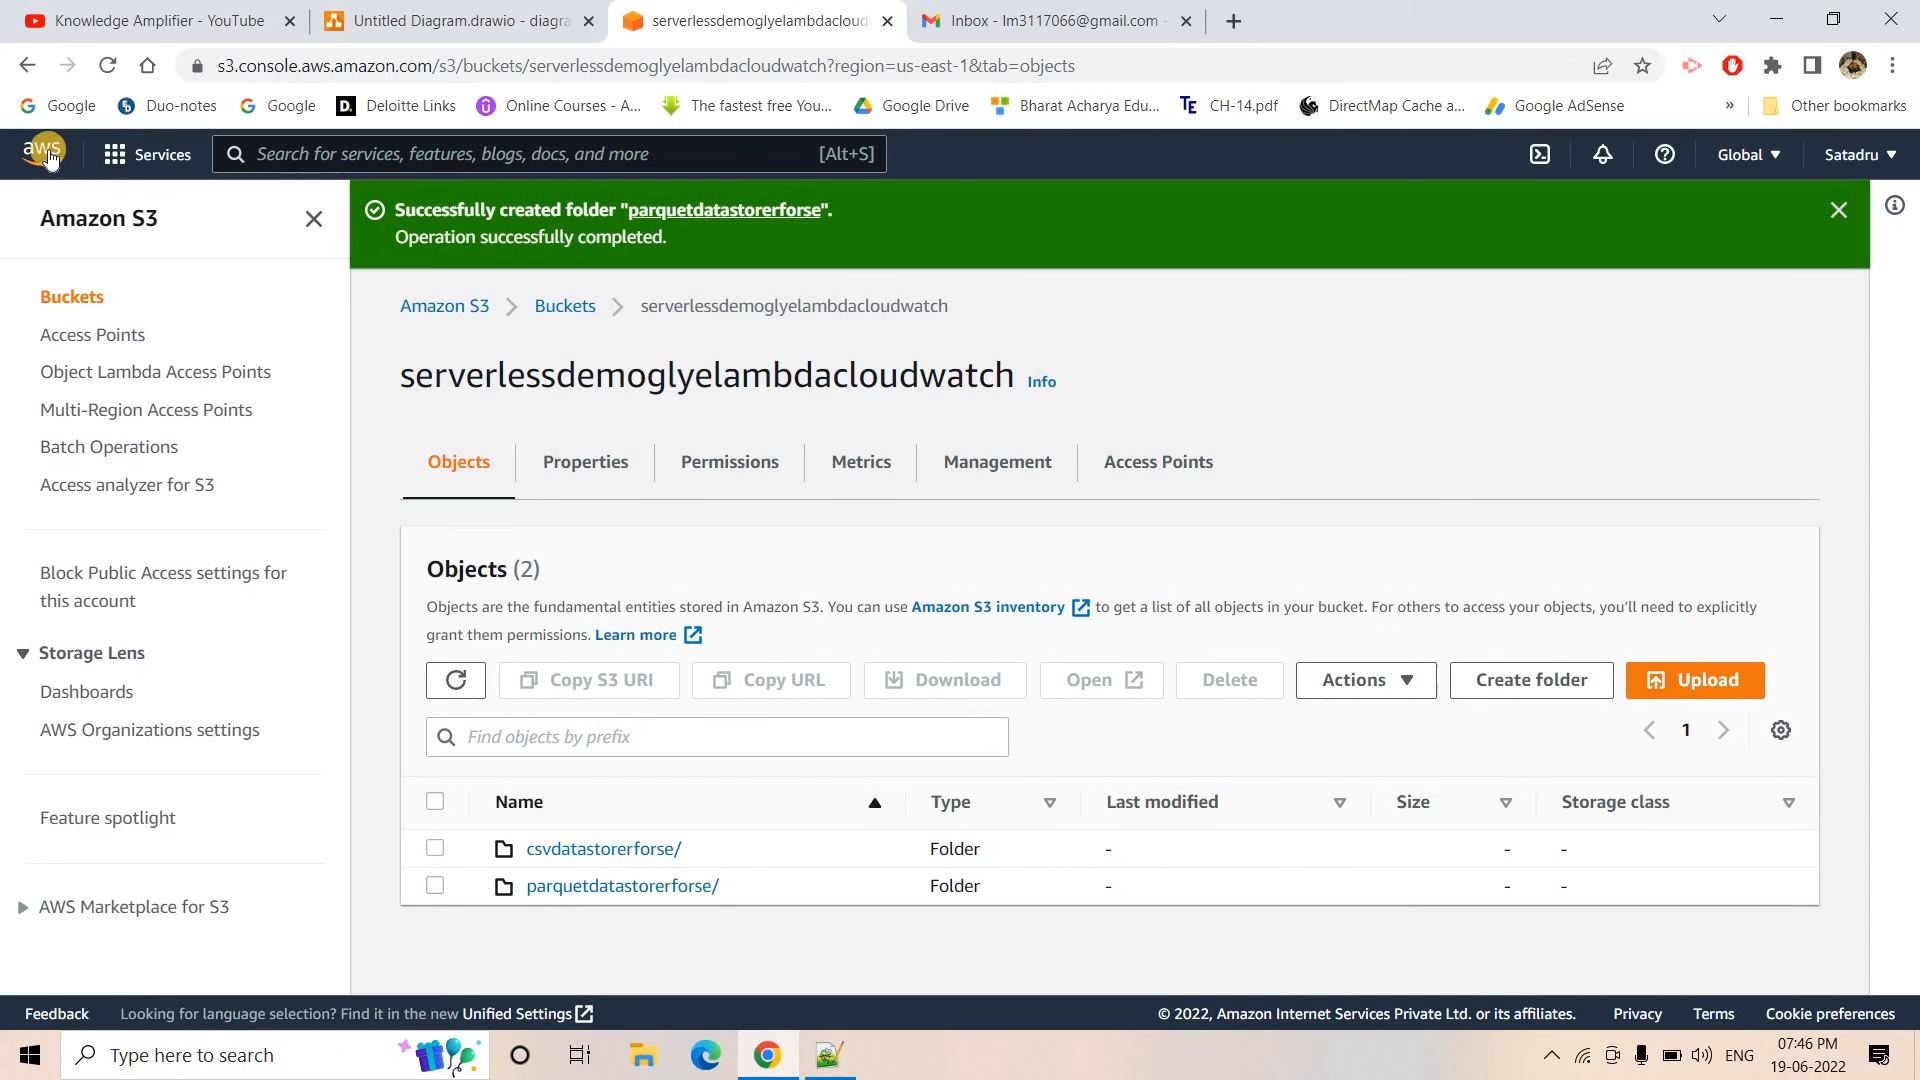 Knowledge Amplifier - YouTube
Untitled Diagram.drawio - diagra
serverlessdemoglyelambdacloud
Inbox - lm3117066@gmail.com -
s3.console.aws.amazon.com/s3/buckets/serverlessdemoglyelambdacloudwatch?region=us-east-1&tab=objects
Google
Duo-notes
Google
D.
Deloitte Links
Online Courses - A...
The fastest free You...
Google Drive
Bharat Acharya Edu...
TE
CH-14.pdf
DirectMap Cache a...
Google AdSense
»
Other bookmarks
aws
Services
Search for services, features, blogs, docs, and more
[Alt+S]
Global
Satadru
Amazon S3
Buckets
Access Points
Object Lambda Access Points
Multi-Region Access Points
Batch Operations
Access analyzer for S3
Block Public Access settings for
this account
Storage Lens
Dashboards
AWS Organizations settings
Feature spotlight
AWS Marketplace for S3
Successfully created folder "parquetdatastorerforse".
Operation successfully completed.
Amazon S3
Buckets
serverlessdemoglyelambdacloudwatch
serverlessdemoglyelambdacloudwatch Info
Objects
Properties
Permissions
Metrics
Management
Access Points
Objects (2)
Objects are the fundamental entities stored in Amazon S3. You can use Amazon S3 inventory to get a list of all objects in your bucket. For others to access your objects, you'll need to explicitly
grant them permissions. Learn more
Copy S3 URI
Copy URL
Download
Open
Delete
Actions
Create folder
Upload
Find objects by prefix
1
Name
Type
Last modified
Size
Storage class
csvdatastorerforse/
Folder
-
-
-
parquetdatastorerforse/
Folder
-
-
-
Feedback
Looking for language selection? Find it in the new Unified Settings
© 2022, Amazon Internet Services Private Ltd. or its affiliates.
Privacy
Terms
Cookie preferences
Type here to search
ENG
07:46 PM
19-06-2022